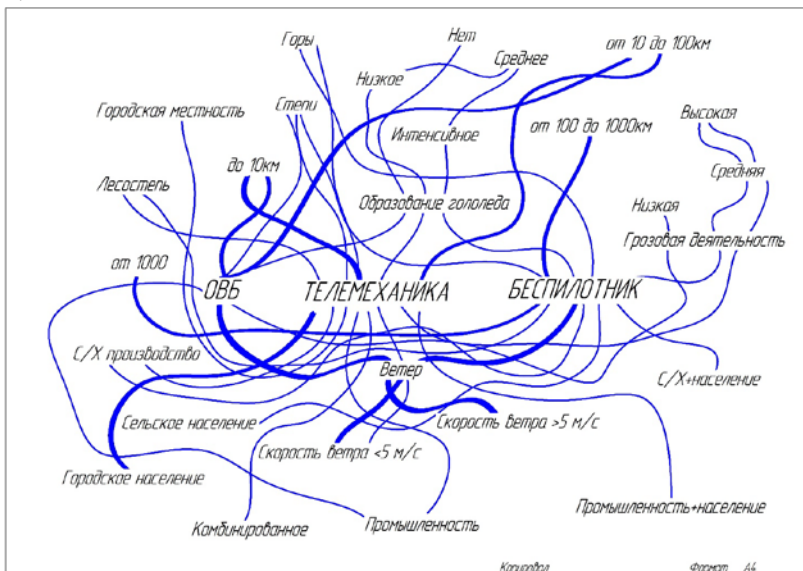 Горы
Нет
от 10 до 100км
Среднее
Низкое
Городская местность
Степи
Высокая
Интенсивное
от 100 до 1000км
до 10км
Лесостепь
Средняя
Образование гололеда
Низкая
Грозовая деятельность
от 1000
ОВБ
ТЕЛЕМЕХАНИКА
БЕСПИЛОТНИК
С/Х производство
Ветер
С/Х+население
Сельское население
Скорость ветра >5 м/с
Скорость ветра <5 м/с
Городское население
Промышленность+население
Комбинированное
Промышленность
Копировал
Формат А4